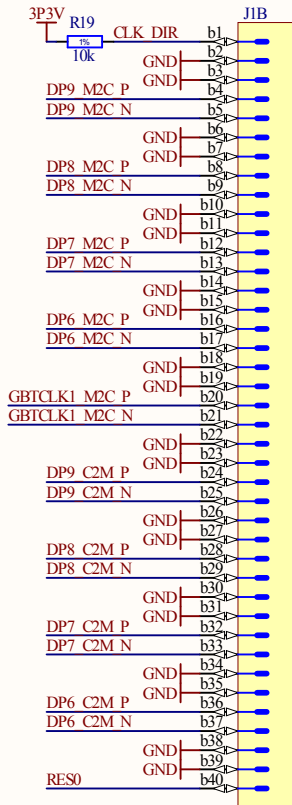 3P3V R19 J1B
1% CLK_DIR b1
10k b2
GND
GND b3
DP9_M2C_P b4
DP9_M2C_N b5
GND b6
GND b7
DP8_M2C_P b8
DP8_M2C_N b9
GND b10
GND b11
DP7_M2C_P b12
DP7_M2C_N b13
GND b14
GND b15
DP6_M2C_P b16
DP6_M2C_N b17
GND b18
GND b19
GBTCLK1_M2C_P b20
GBTCLK1_M2C_N b21
GND b22
GND b23
DP9_C2M_P b24
DP9_C2M_N b25
GND b26
GND b27
DP8_C2M_P b28
DP8_C2M_N b29
GND b30
GND b31
DP7_C2M_P b32
DP7_C2M_N b33
GND b34
GND b35
DP6_C2M_P b36
DP6_C2M_N b37
GND b38
GND b39
RES0 b40